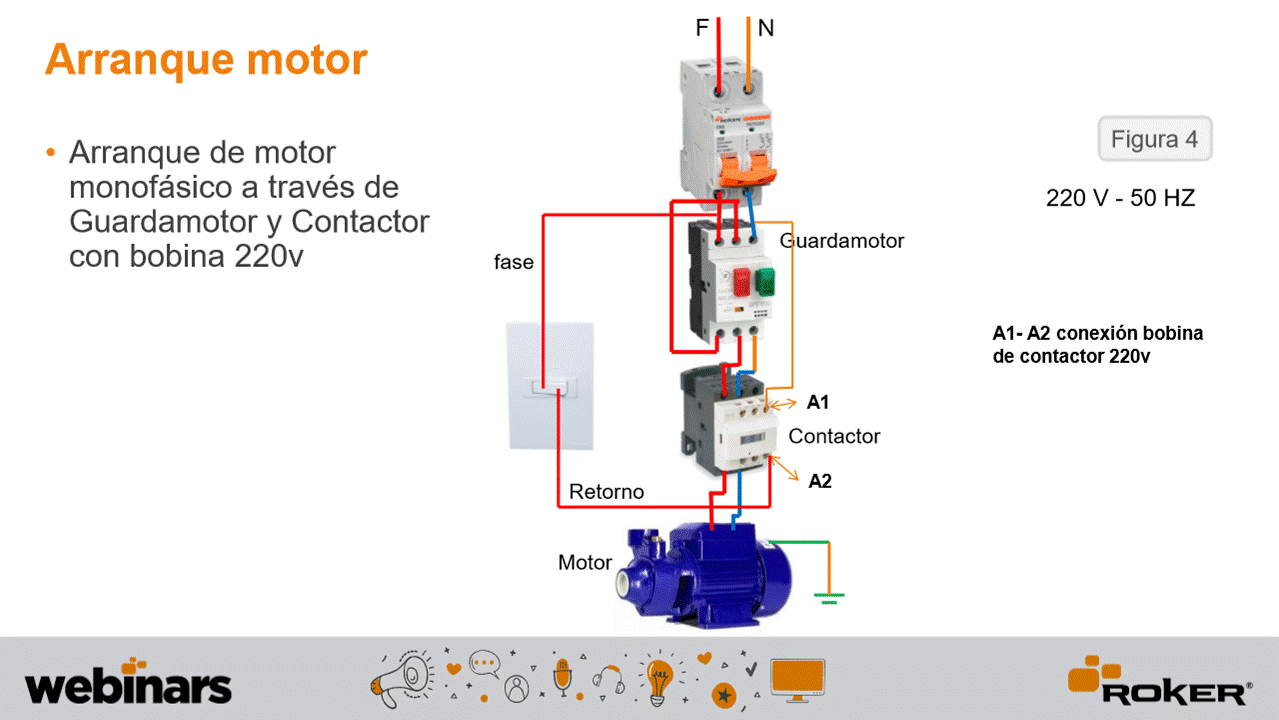 Arranque motor
• Arranque de motor
monofásico a través de
Guardamotor y Contactor
con bobina 220v
F
N
Figura 4
220 V - 50 HZ
Guardamotor
fase
A1- A2 conexión bobina
de contactor 220v
A1
Contactor
A2
Retorno
Motor
webinars
ROKER®